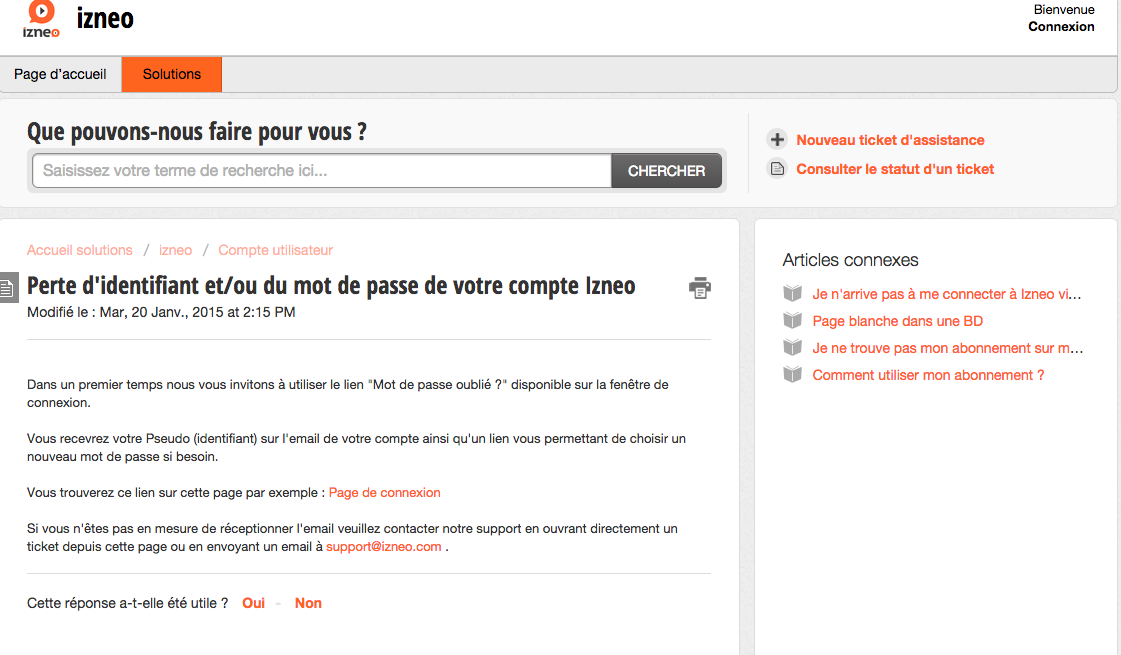 izneo
izneo
Bienvenue
Connexion
Page d'accueil
Solutions
Que pouvons-nous faire pour vous ?
Saisissez votre terme de recherche ici...
CHERCHER
Nouveau ticket d'assistance
Consulter le statut d'un ticket
Accueil solutions / izneo / Compte utilisateur
Perte d'identifiant et/ou du mot de passe de votre compte Izneo
Modifié le : Mar, 20 Janv., 2015 at 2:15 PM
Dans un premier temps nous vous invitons à utiliser le lien "Mot de passe oublié ?" disponible sur la fenêtre de
connexion.
Vous recevrez votre Pseudo (identifiant) sur l'email de votre compte ainsi qu'un lien vous permettant de choisir un
nouveau mot de passe si besoin.
Vous trouverez ce lien sur cette page par exemple : Page de connexion
Si vous n'êtes pas en mesure de réceptionner l'email veuillez contacter notre support en ouvrant directement un
ticket depuis cette page ou en envoyant un email à support@izneo.com .
Cette réponse a-t-elle été utile ? Oui - Non
Articles connexes
Je n'arrive pas à me connecter à Izneo vi...
Page blanche dans une BD
Je ne trouve pas mon abonnement sur m...
Comment utiliser mon abonnement ?